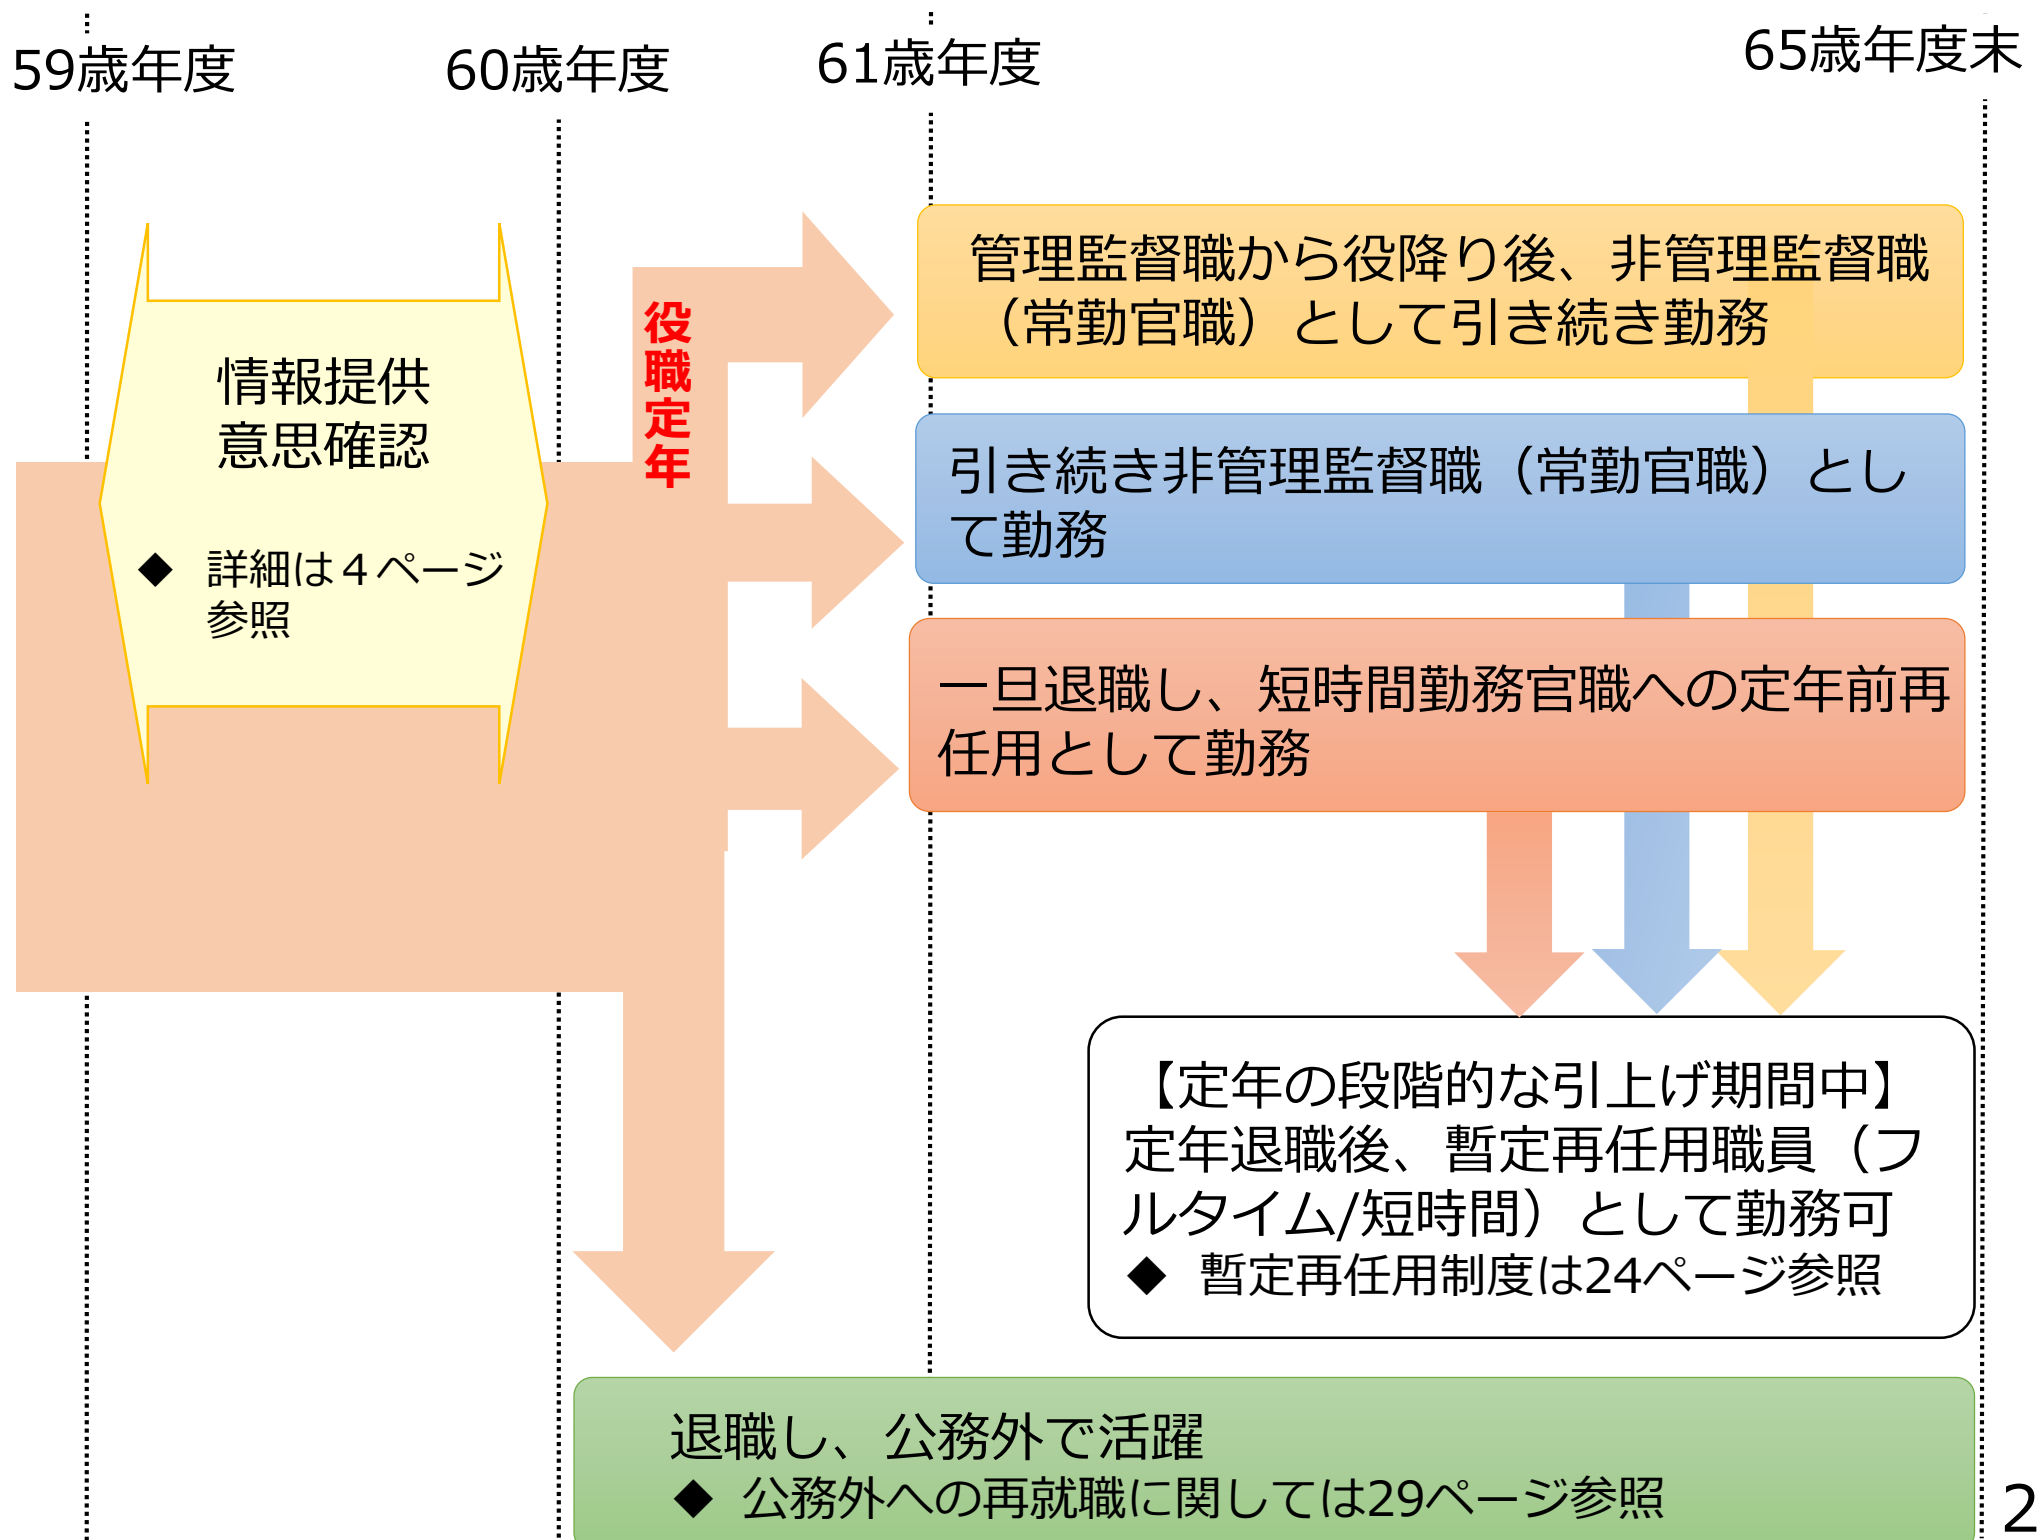 59歳年度
60歳年度
61歳年度
65歳年度末
情報提供
意思確認
◆ 詳細は４ページ
参照
役職定年
管理監督職から役降り後、非管理監督職
（常勤官職）として引き続き勤務
引き続き非管理監督職（常勤官職）とし
て勤務
一旦退職し、短時間勤務官職への定年前再
任用として勤務
【定年の段階的な引上げ期間中】
定年退職後、暫定再任用職員（フ
ルタイム/短時間）として勤務可
◆ 暫定再任用制度は24ページ参照
退職し、公務外で活躍
◆ 公務外への再就職に関しては29ページ参照
2